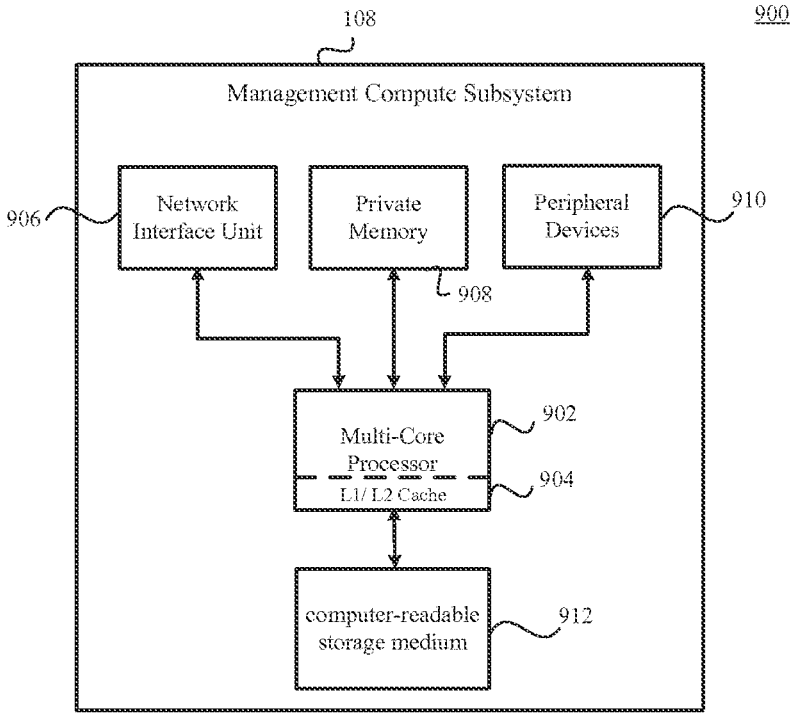 900
108
Management Compute Subsystem
Network
Interface Unit
Private
Memory
Peripheral
Devices
906
908
910
Multi-Core
Processor
902
L1/ L2 Cache
904
computer-readable
storage medium
912